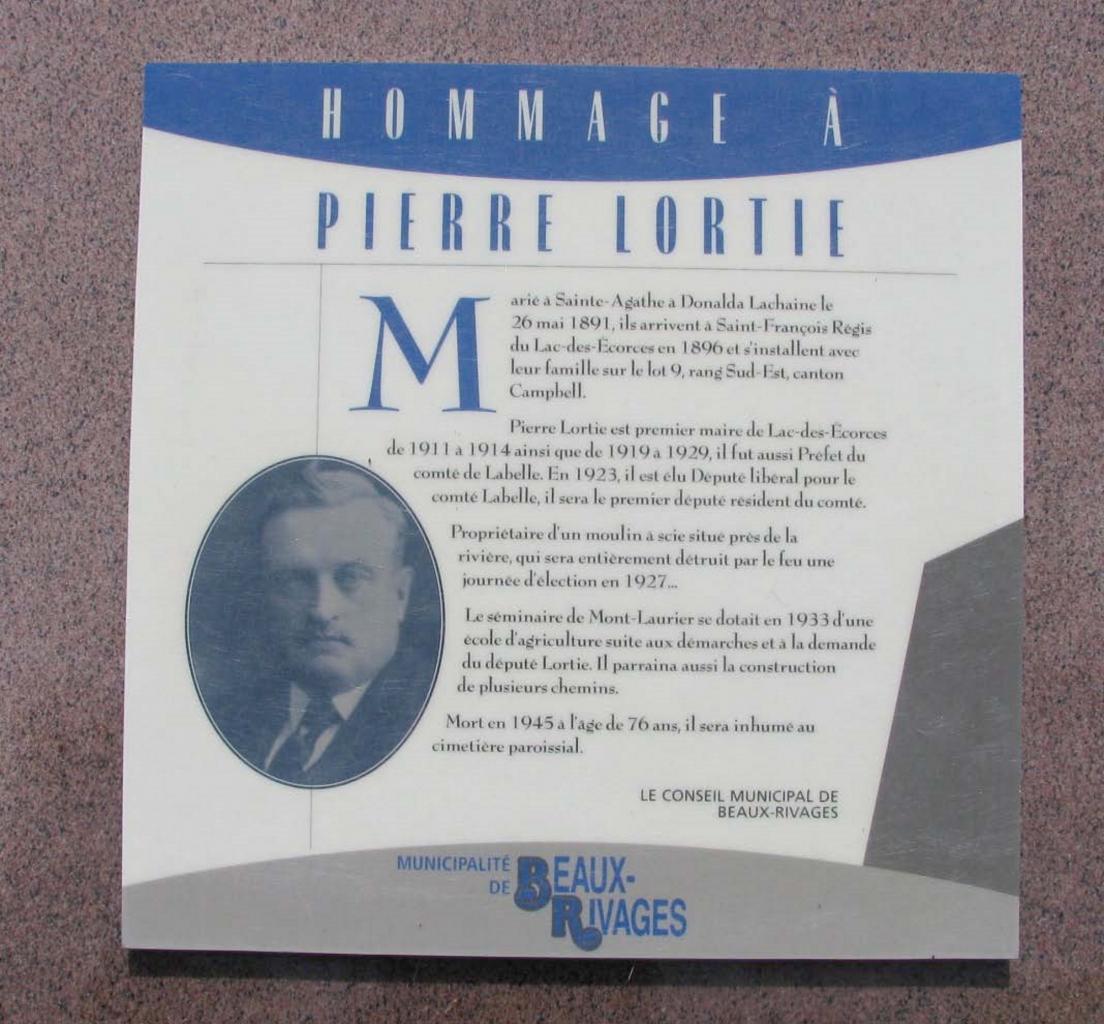 HOMMAGE À
PIERRE LORTIE
Marié à Sainte-Agathe à Donalda Lachaine le
26 mai 1891, ils arrivent à Saint-François Régis
du Lac-des-Écorces en 1896 et s'installent avec
leur famille sur le lot 9, rang Sud-Est, canton
Campbell.
Pierre Lortie est premier maire de Lac-des-Écorces
de 1911 à 1914 ainsi que de 1919 à 1929, il fut aussi Préfet du
comté de Labelle. En 1923, il est élu Député libéral pour le
comté Labelle, il sera le premier député résident du comté.
Propriétaire d'un moulin à scie situé près de la
rivière, qui sera entièrement détruit par le feu une
journée d'élection en 1927...
Le séminaire de Mont-Laurier se dotait en 1933 d'une
école d'agriculture suite aux démarches et à la demande
du député Lortie. Il parraina aussi la construction
de plusieurs chemins.
Mort en 1945 à l'âge de 76 ans, il sera inhumé au
cimetière paroissial.
LE CONSEIL MUNICIPAL DE
BEAUX-RIVAGES
MUNICIPALITÉ
DE BEAUX-
RIVAGES